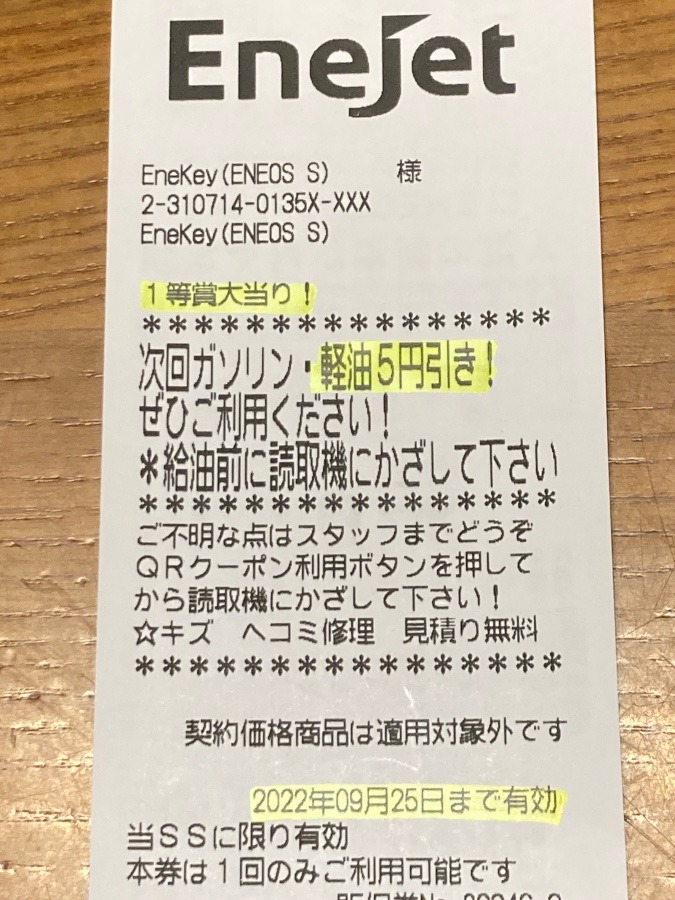 EneJet
EneKey(ENEOS S) 様
2-310714-0135X-XXX
EneKey(ENEOS S)
1等賞大当り!
****************
次回ガソリン・軽油5円引き!
ぜひご利用ください!
*給油前に読取機にかざして下さい
****************
ご不明な点はスタッフまでどうぞ
QRクーポン利用ボタンを押して
から読取機にかざして下さい!
☆キズ ヘコミ修理 見積り無料
****************
契約価格商品は適用対象外です
2022年09月25日まで有効
当SSに限り有効
本券は1回のみご利用可能です